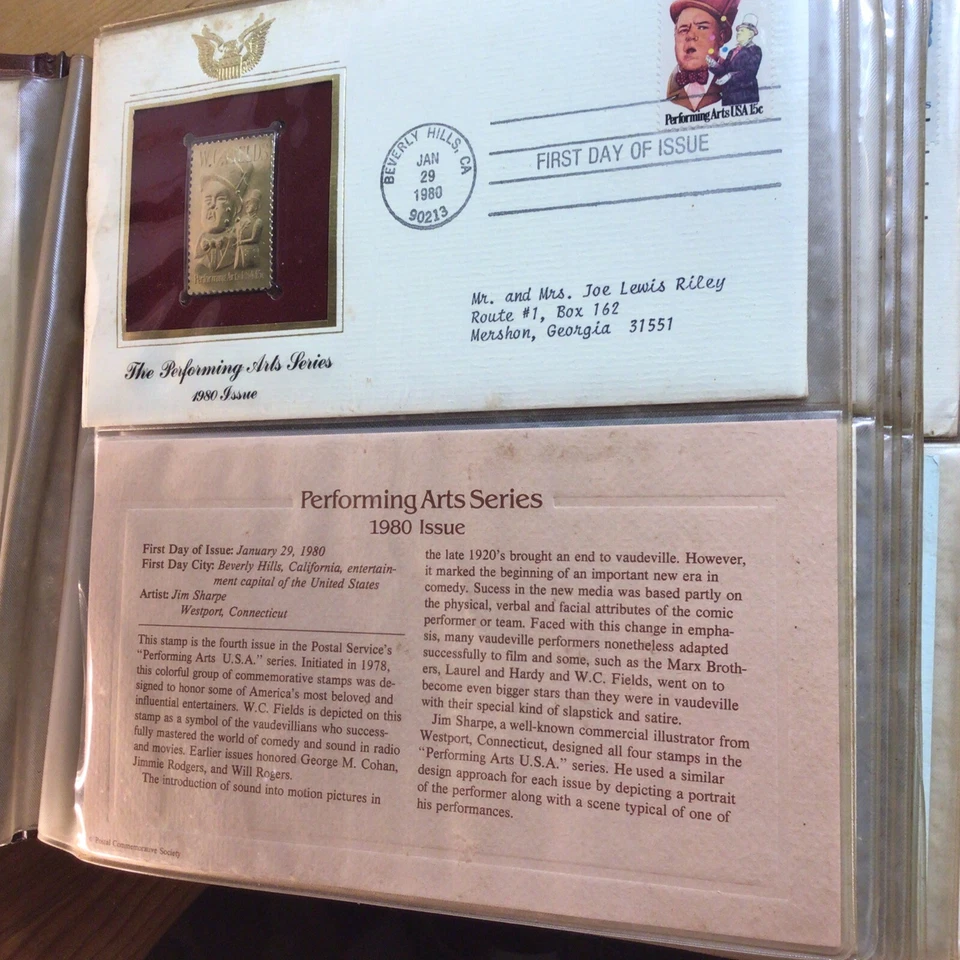 W.C. FIELDS
Performing Arts USA 15c
Performing Arts USA 15c
BEVERLY HILLS, CA
JAN
29
1980
90213
FIRST DAY OF ISSUE
Mr. and Mrs. Joe Lewis Riley
Route #1, Box 162
Mershon, Georgia 31551
The Performing Arts Series
1980 Issue
Performing Arts Series
1980 Issue
First Day of Issue: January 29, 1980
First Day City: Beverly Hills, California, entertain-
ment capital of the United States
Artist: Jim Sharpe
Westport, Connecticut
This stamp is the fourth issue in the Postal Service's
"Performing Arts U.S.A." series. Initiated in 1978,
this colorful group of commemorative stamps was de-
signed to honor some of America's most beloved and
influential entertainers. W.C. Fields is depicted on this
stamp as a symbol of the vaudevillians who success-
fully mastered the world of comedy and sound in radio
and movies. Earlier issues honored George M. Cohan,
Jimmie Rodgers, and Will Rogers.
The introduction of sound into motion pictures in
the late 1920's brought an end to vaudeville. However,
it marked the beginning of an important new era in
comedy. Sucess in the new media was based partly on
the physical, verbal and facial attributes of the comic
performer or team. Faced with this change in empha-
sis, many vaudeville performers nonetheless adapted
successfully to film and some, such as the Marx Broth-
ers, Laurel and Hardy and W.C. Fields, went on to
become even bigger stars than they were in vaudeville
with their special kind of slapstick and satire.
Jim Sharpe, a well-known commercial illustrator from
Westport, Connecticut, designed all four stamps in the
"Performing Arts U.S.A." series. He used a similar
design approach for each issue by depicting a portrait
of the performer along with a scene typical of one of
his performances.
© Postal Commemorative Society